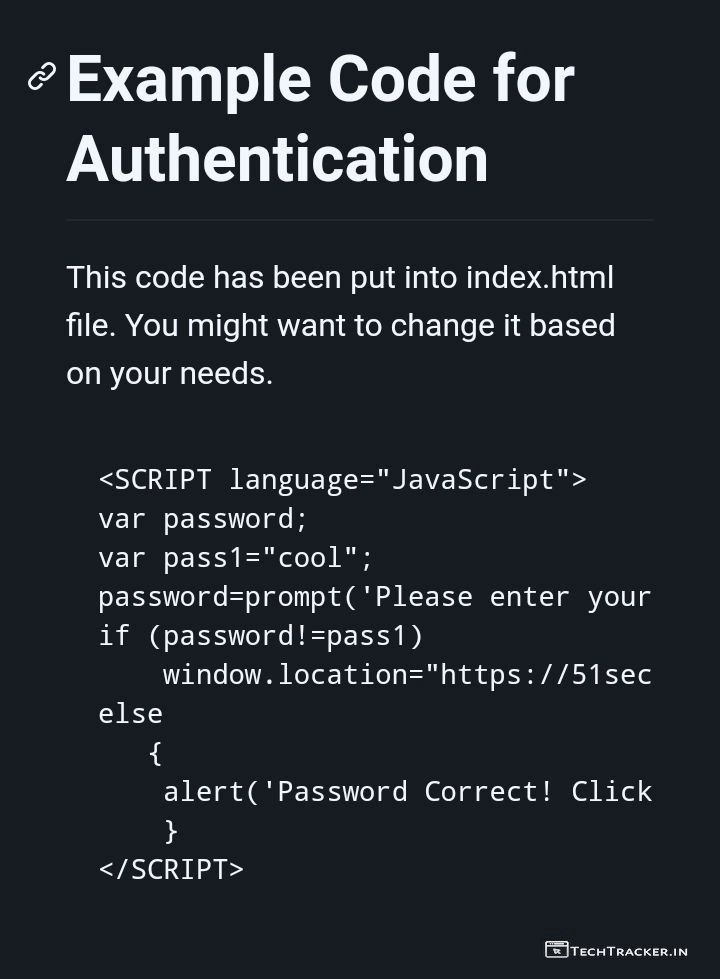 Example Code for
Authentication
This code has been put into index.html
file. You might want to change it based
on your needs.
<SCRIPT language="JavaScript">
var password;
var pass1="cool";
password=prompt('Please enter your
if (password!=pass1)
    window.location="https://51sec
else
   {
    alert('Password Correct! Click
    }
</SCRIPT>
TECHTRACKER.IN